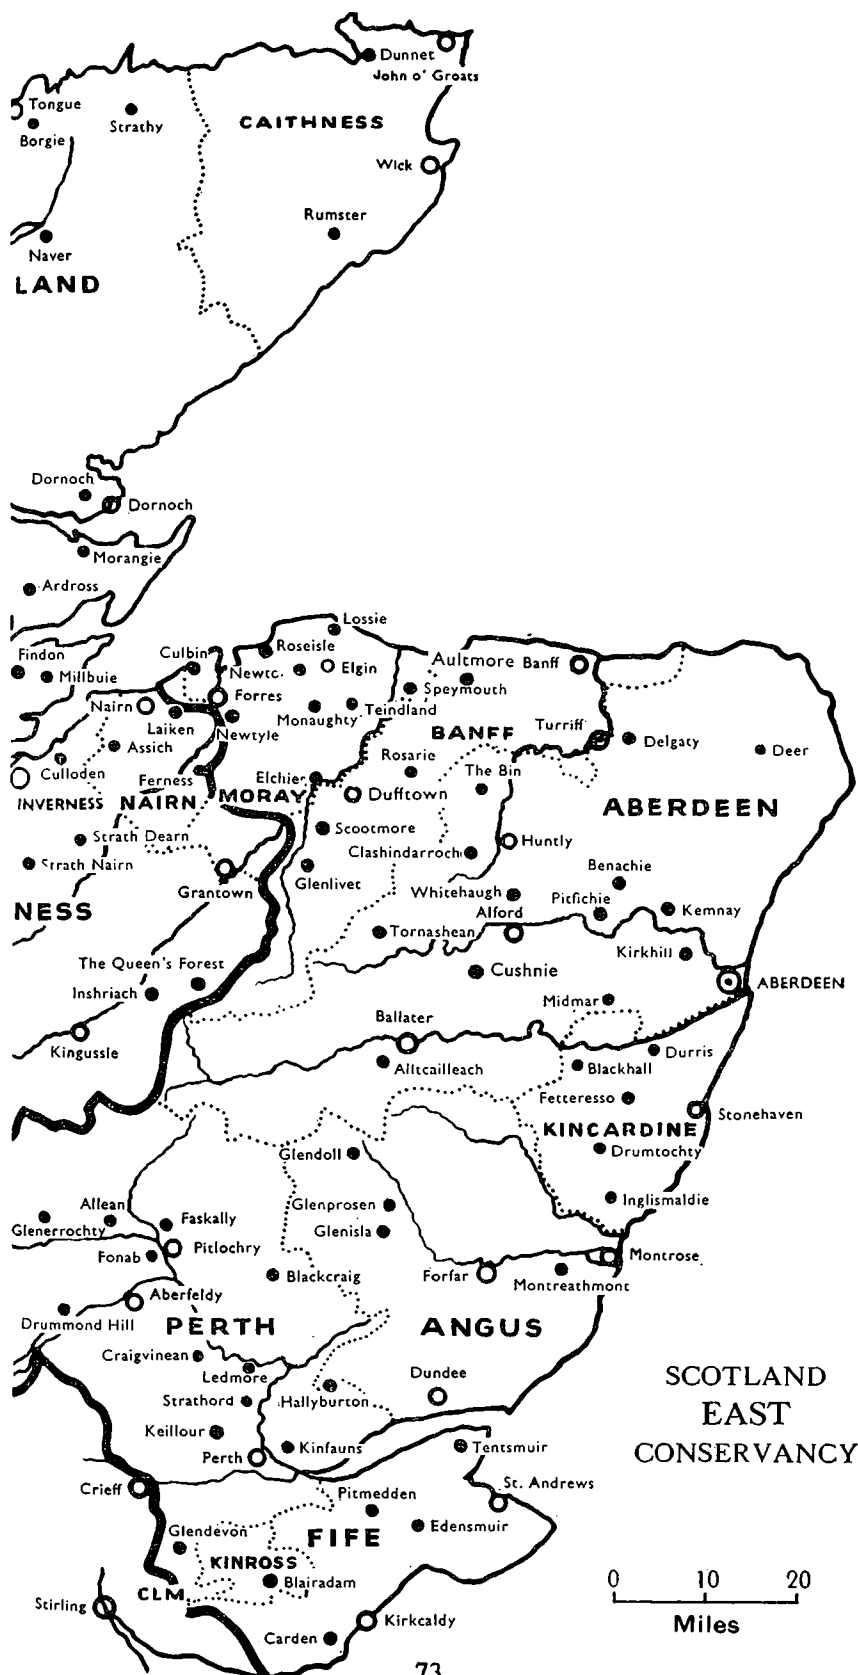 Dunnet
John o' Groats
Tongue
Borgie
Strathy
CAITHNESS
Wick
Rumster
Naver
LAND
Dornoch
Dornoch
Morangie
Ardross
Lossie
Findon
Culbin
Roseisle
Aultmore
Banff
Millbuie
Newtc.
Elgin
Speymouth
Nairn
Forres
Laiken
Newtyle
Monaughty
Teindland
BANFF
Turriff
Delgaty
Deer
Assich
Rosarie
Culloden
Ferness
Elchies
The Bin
INVERNESS
NAIRN
MORAY
Dufftown
ABERDEEN
Strath Dearn
Scootmore
Huntly
Strath Nairn
Clashindarroch
Grantown
Glenlivet
Benachie
Whitehaugh
Pitfichie
NESS
Alford
Kemnay
Tornashean
Kirkhill
The Queen's Forest
Cushnie
ABERDEEN
Inshriach
Midmar
Ballater
Kingussie
Alltcailleach
Blackhall
Durris
Fetteresso
Stonehaven
KINCARDINE
Glendoll
Drumtochty
Allean
Faskally
Glenprosen
Inglismaldie
Glenerrochty
Glenisla
Fonab
Pitlochry
Montrose
Blackcraig
Forfar
Montreathmont
Aberfeldy
Drummond Hill
PERTH
ANGUS
Craigvinean
Ledmore
Dundee
SCOTLAND
EAST
CONSERVANCY
Strathord
Hallyburton
Keillour
Perth
Kinfauns
Tentsmuir
Crieff
Pitmedden
St. Andrews
Glendevon
FIFE
Edensmuir
KINROSS
CLM
Blairadam
Stirling
Kirkcaldy
Carden
0 10 20
Miles
73